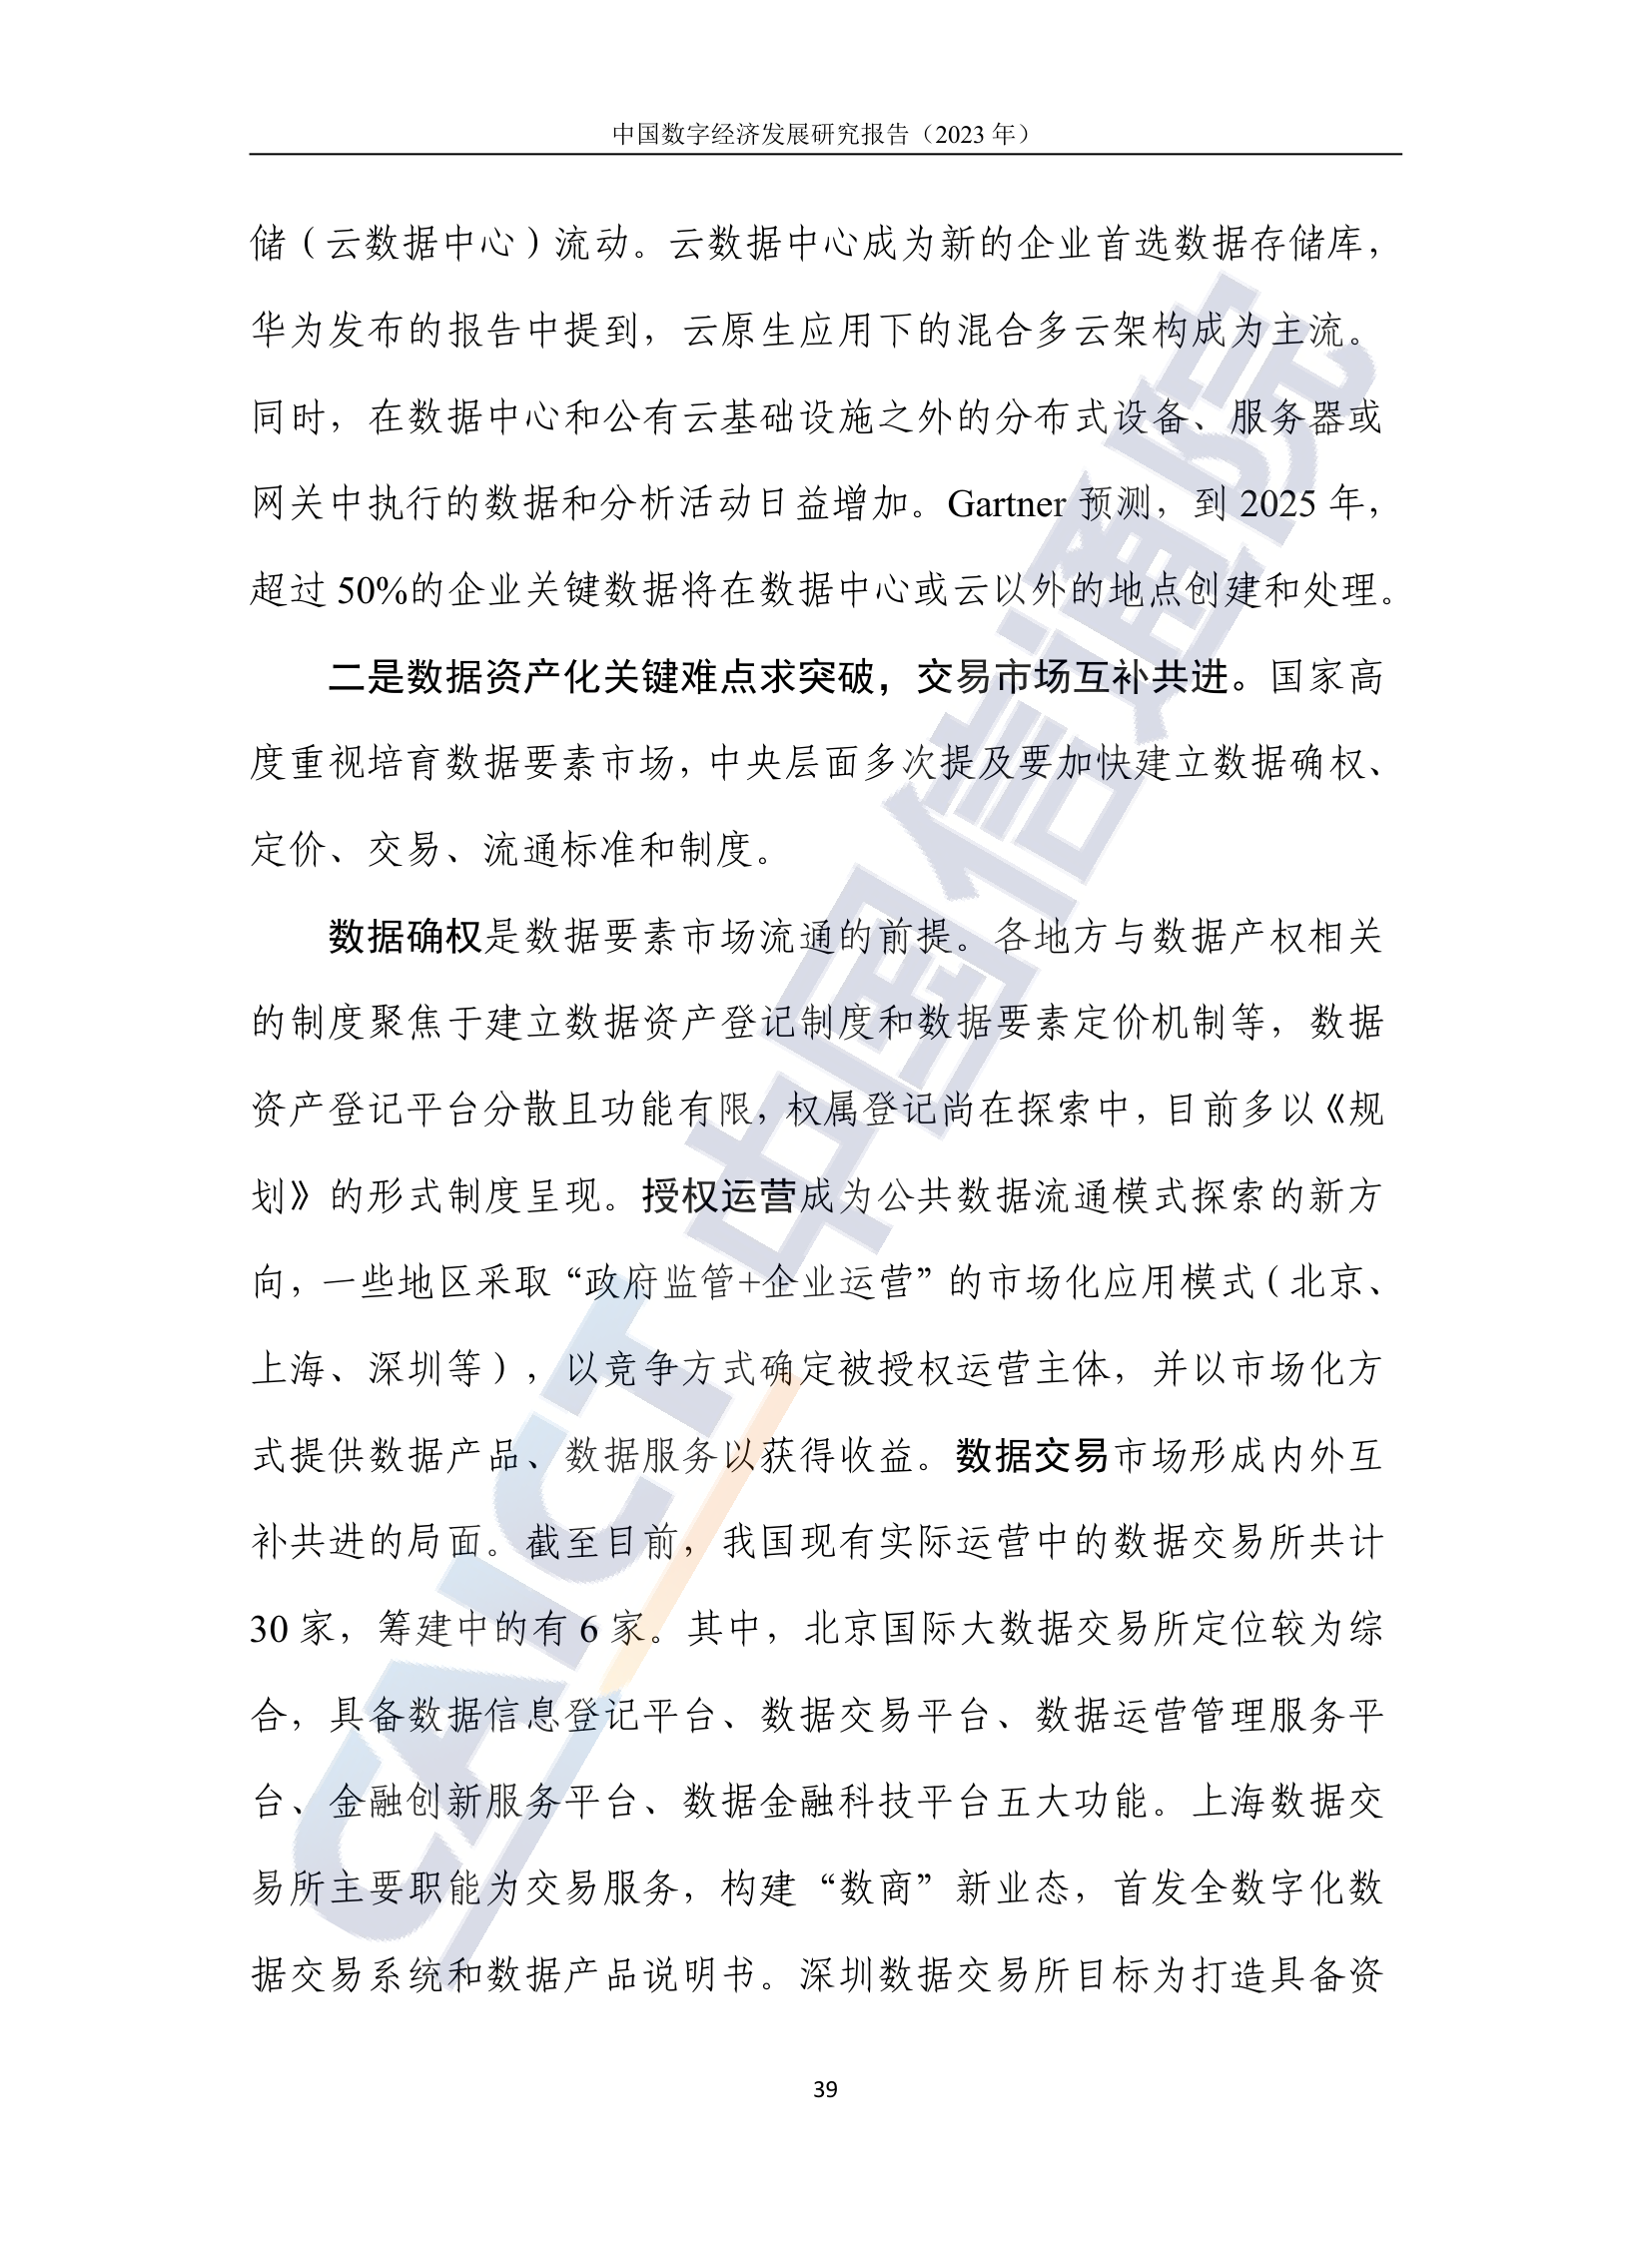 中国数字经济发展研究报告（2023 年）
储（云数据中心）流动。云数据中心成为新的企业首选数据存储库，
华为发布的报告中提到，云原生应用下的混合多云架构成为主流。
同时，在数据中心和公有云基础设施之外的分布式设备、服务器或
网关中执行的数据和分析活动日益增加。Gartner 预测，到 2025 年，
超过 50%的企业关键数据将在数据中心或云以外的地点创建和处理。
二是数据资产化关键难点求突破，交易市场互补共进。国家高
度重视培育数据要素市场，中央层面多次提及要加快建立数据确权、
定价、交易、流通标准和制度。
数据确权是数据要素市场流通的前提。各地方与数据产权相关
的制度聚焦于建立数据资产登记制度和数据要素定价机制等，数据
资产登记平台分散且功能有限，权属登记尚在探索中，目前多以《规
划》的形式制度呈现。授权运营成为公共数据流通模式探索的新方
向，一些地区采取“政府监管+企业运营”的市场化应用模式（北京、
上海、深圳等），以竞争方式确定被授权运营主体，并以市场化方
式提供数据产品、数据服务以获得收益。数据交易市场形成内外互
补共进的局面。截至目前，我国现有实际运营中的数据交易所共计
30 家，筹建中的有 6 家。其中，北京国际大数据交易所定位较为综
合，具备数据信息登记平台、数据交易平台、数据运营管理服务平
台、金融创新服务平台、数据金融科技平台五大功能。上海数据交
易所主要职能为交易服务，构建“数商”新业态，首发全数字化数
据交易系统和数据产品说明书。深圳数据交易所目标为打造具备资
39
CAICT 中国信通院